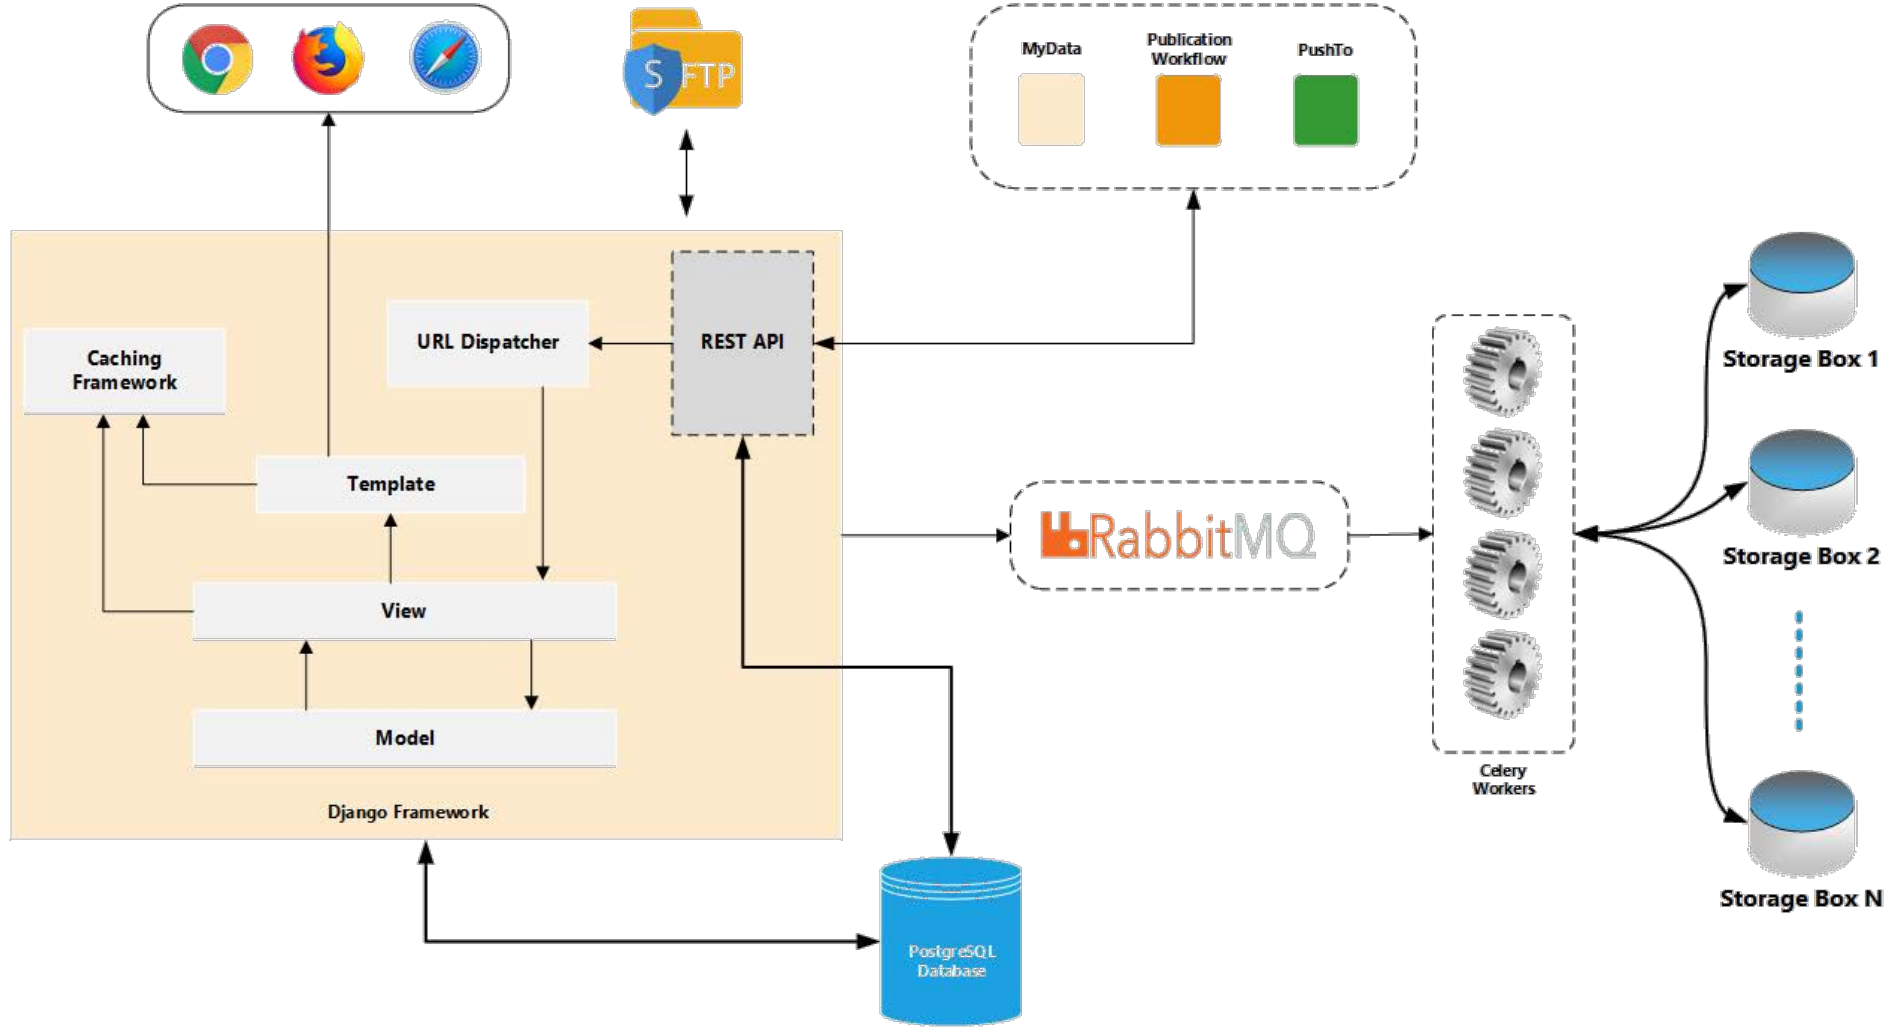 S FTP
MyData
Publication
Workflow
PushTo
REST API
URL Dispatcher
Caching
Framework
Template
View
Model
Django Framework
RabbitMQ
Celery
Workers
Storage Box 1
Storage Box 2
Storage Box N
PostgreSQL
Database